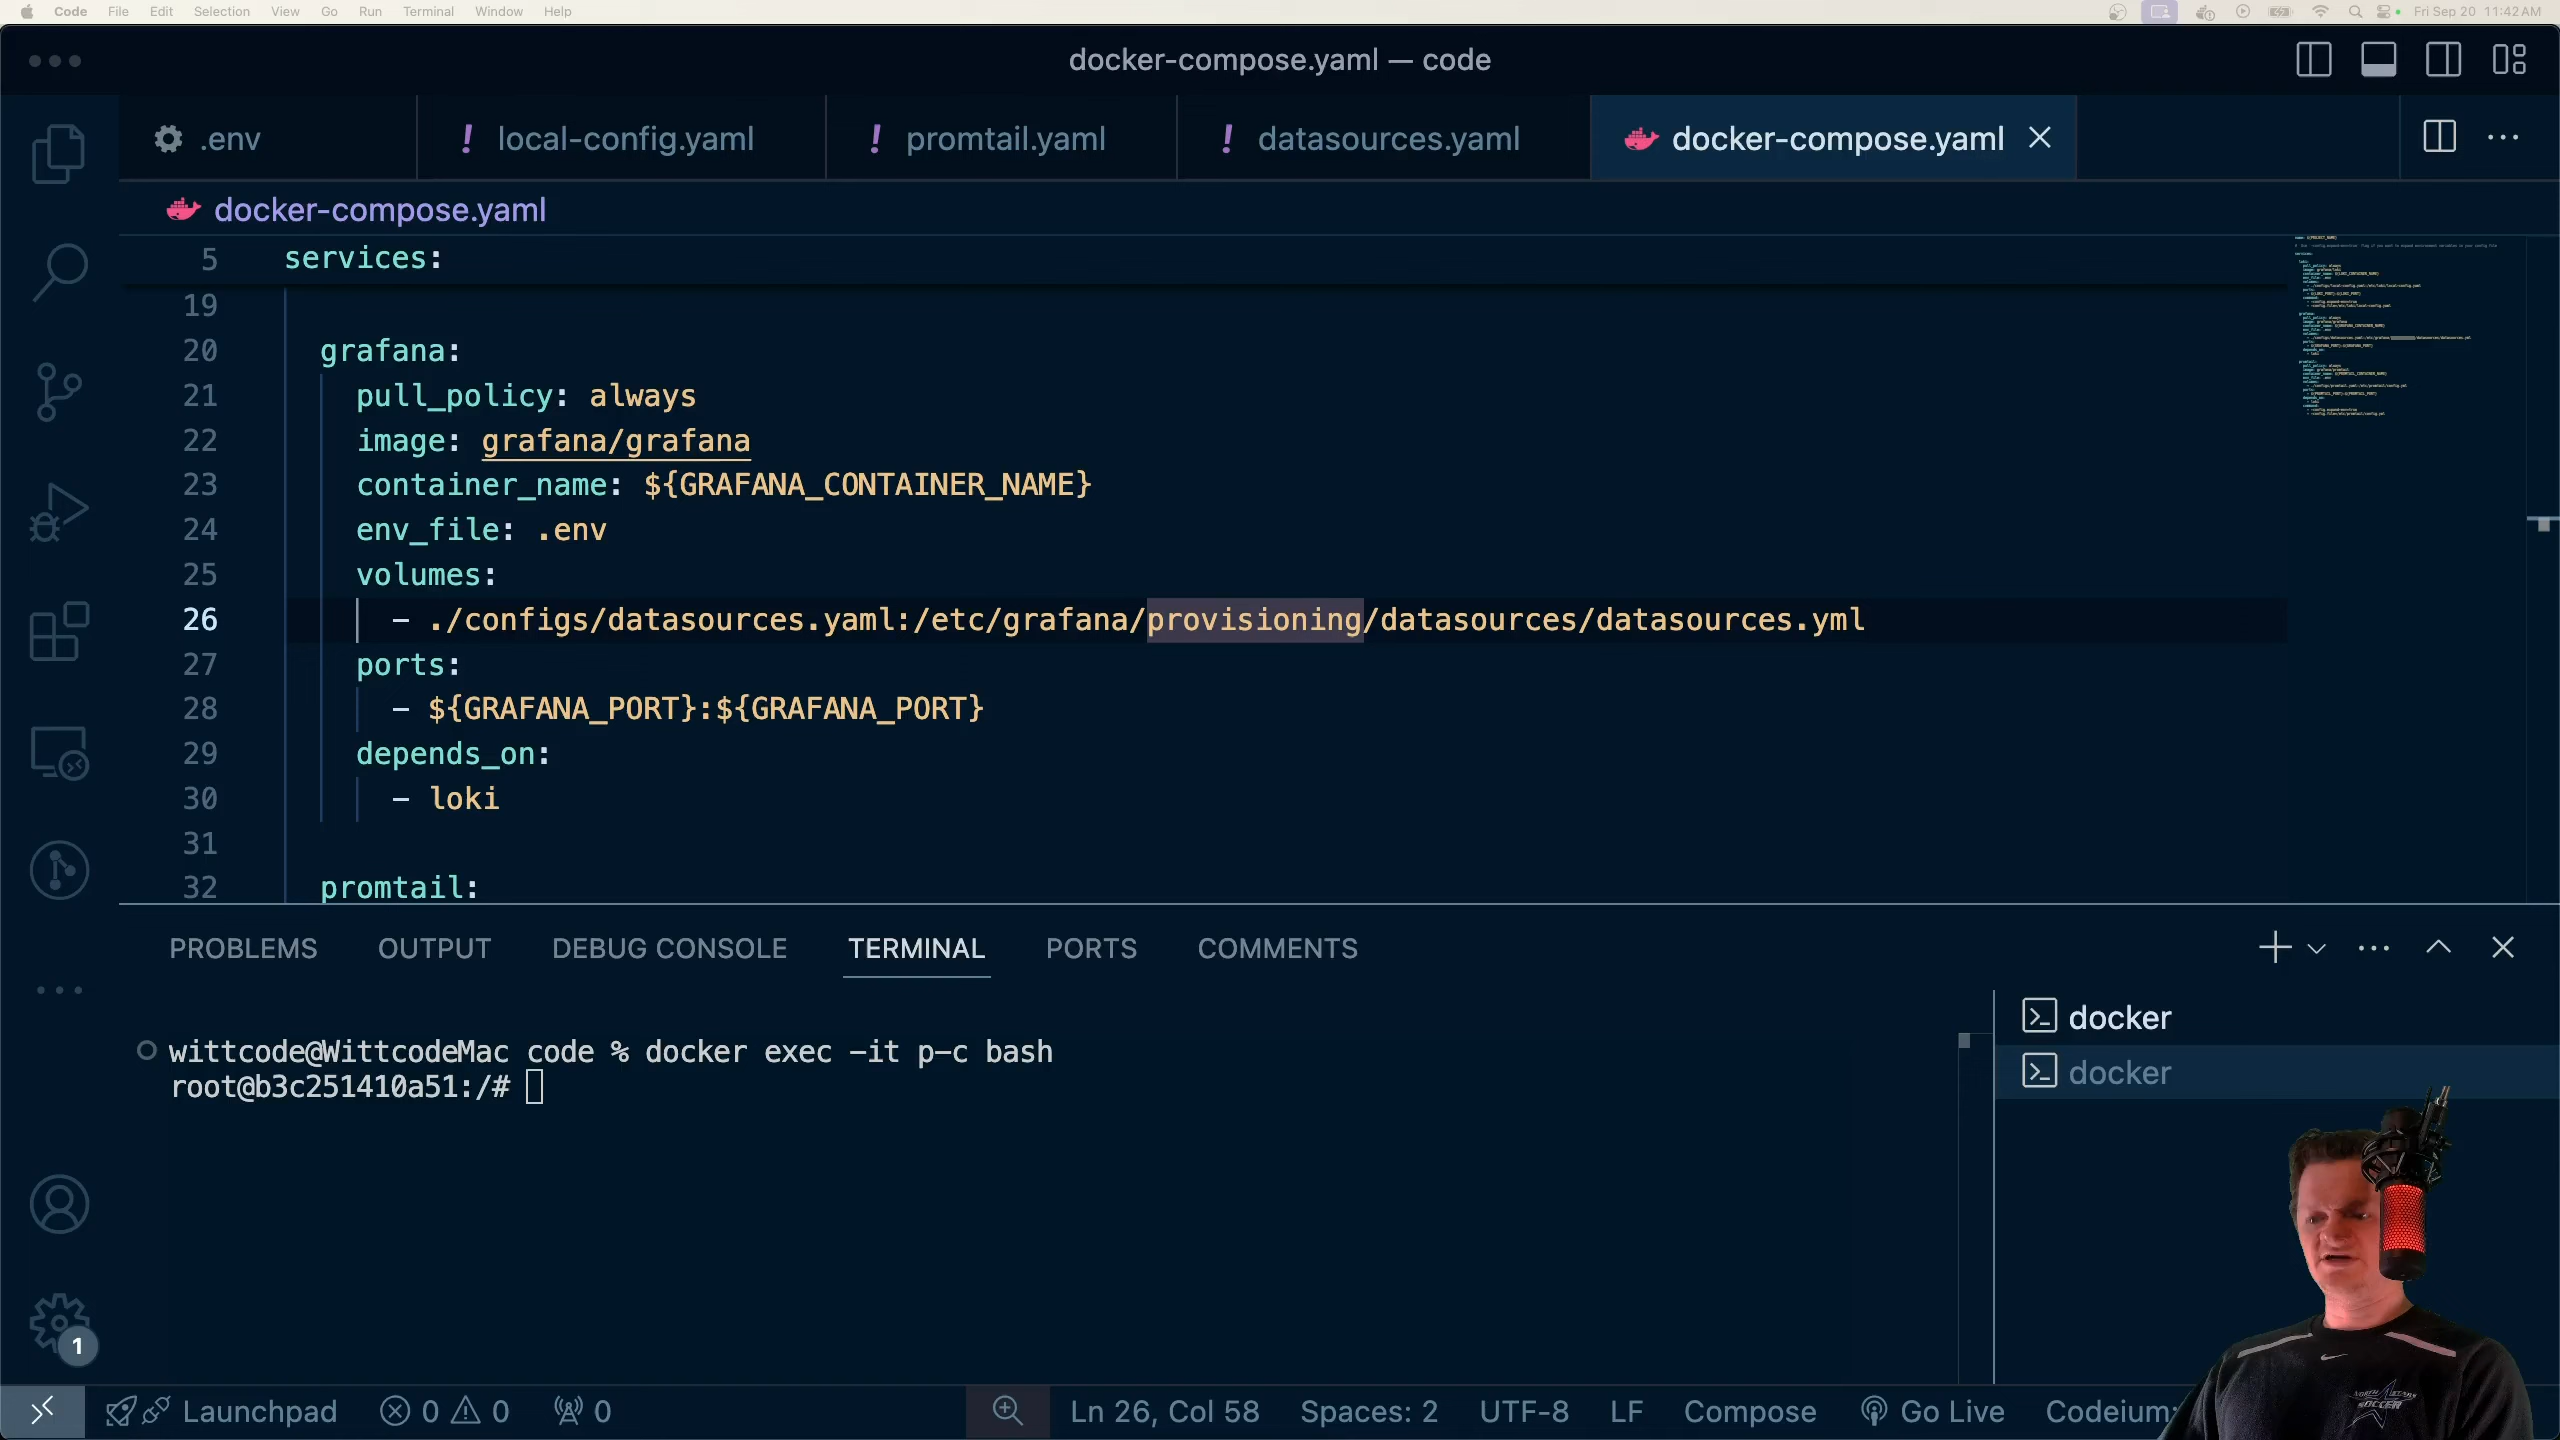 Code File Edit Selection View Go Run Terminal Window Help Fri Sep 20 11:42 AM
docker-compose.yaml — code
.env ! local-config.yaml ! promtail.yaml ! datasources.yaml docker-compose.yaml
docker-compose.yaml
5 services:
19
20 grafana:
21 pull_policy: always
22 image: grafana/grafana
23 container_name: ${GRAFANA_CONTAINER_NAME}
24 env_file: .env
25 volumes:
26 - ./configs/datasources.yaml:/etc/grafana/provisioning/datasources/datasources.yml
27 ports:
28 - ${GRAFANA_PORT}:${GRAFANA_PORT}
29 depends_on:
30 - loki
31
32 promtail:
PROBLEMS OUTPUT DEBUG CONSOLE TERMINAL PORTS COMMENTS
wittcode@WittcodeMac code % docker exec -it p-c bash
root@b3c251410a51:/#
docker
docker
1
Launchpad 0 0 0 Ln 26, Col 58 Spaces: 2 UTF-8 LF Compose Go Live Codeium: